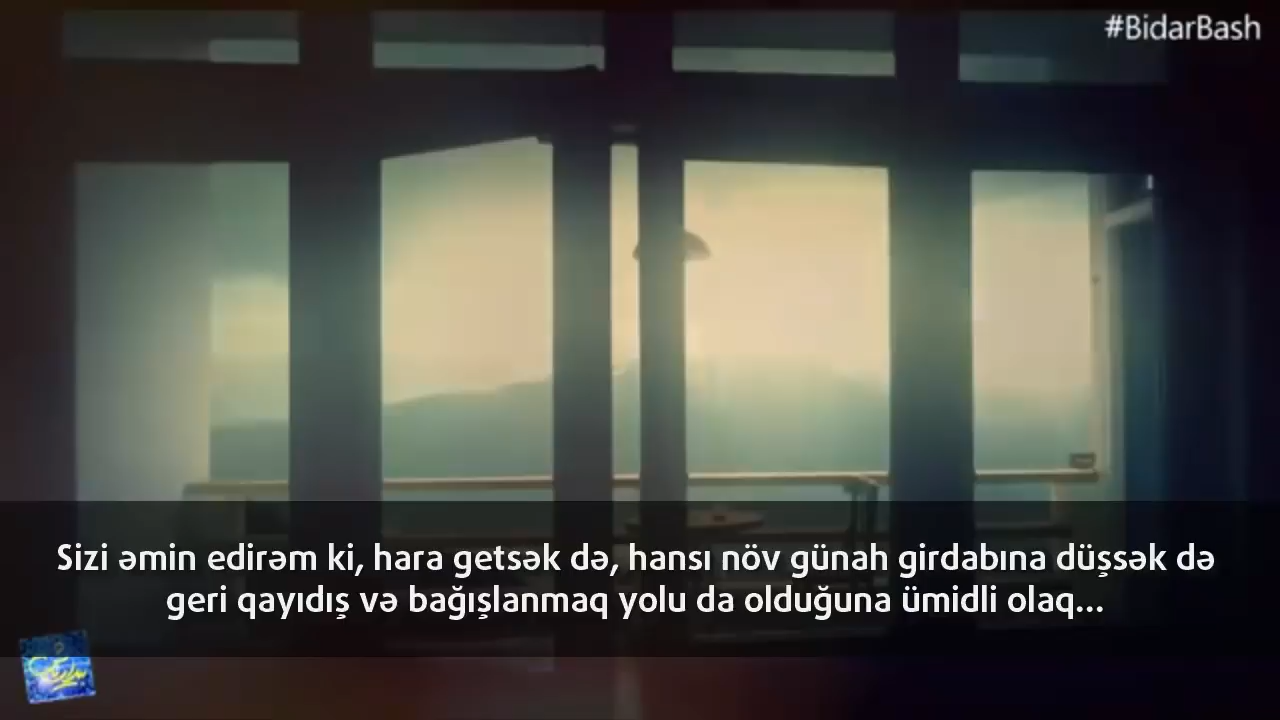 #BidarBash
Sizi əmin edirəm ki, hara getsək də, hansı növ günah girdabına düşsək də
geri qayıdış və bağışlanmaq yolu da olduğuna ümidli olaq...